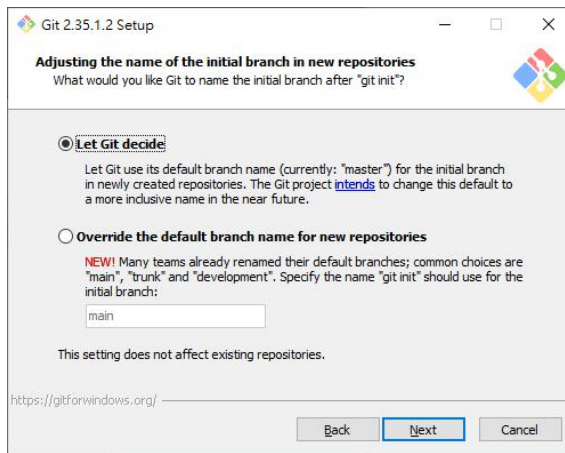 Git 2.35.1.2 Setup
Adjusting the name of the initial branch in new repositories
What would you like Git to name the initial branch after "git init"?
Let Git decide
Let Git use its default branch name (currently: "master") for the initial branch
in newly created repositories. The Git project intends to change this default to
a more inclusive name in the near future.
Override the default branch name for new repositories
NEW! Many teams already renamed their default branches; common choices are
"main", "trunk" and "development". Specify the name "git init" should use for the
initial branch:
main
This setting does not affect existing repositories.
https://gitforwindows.org/
Back Next Cancel